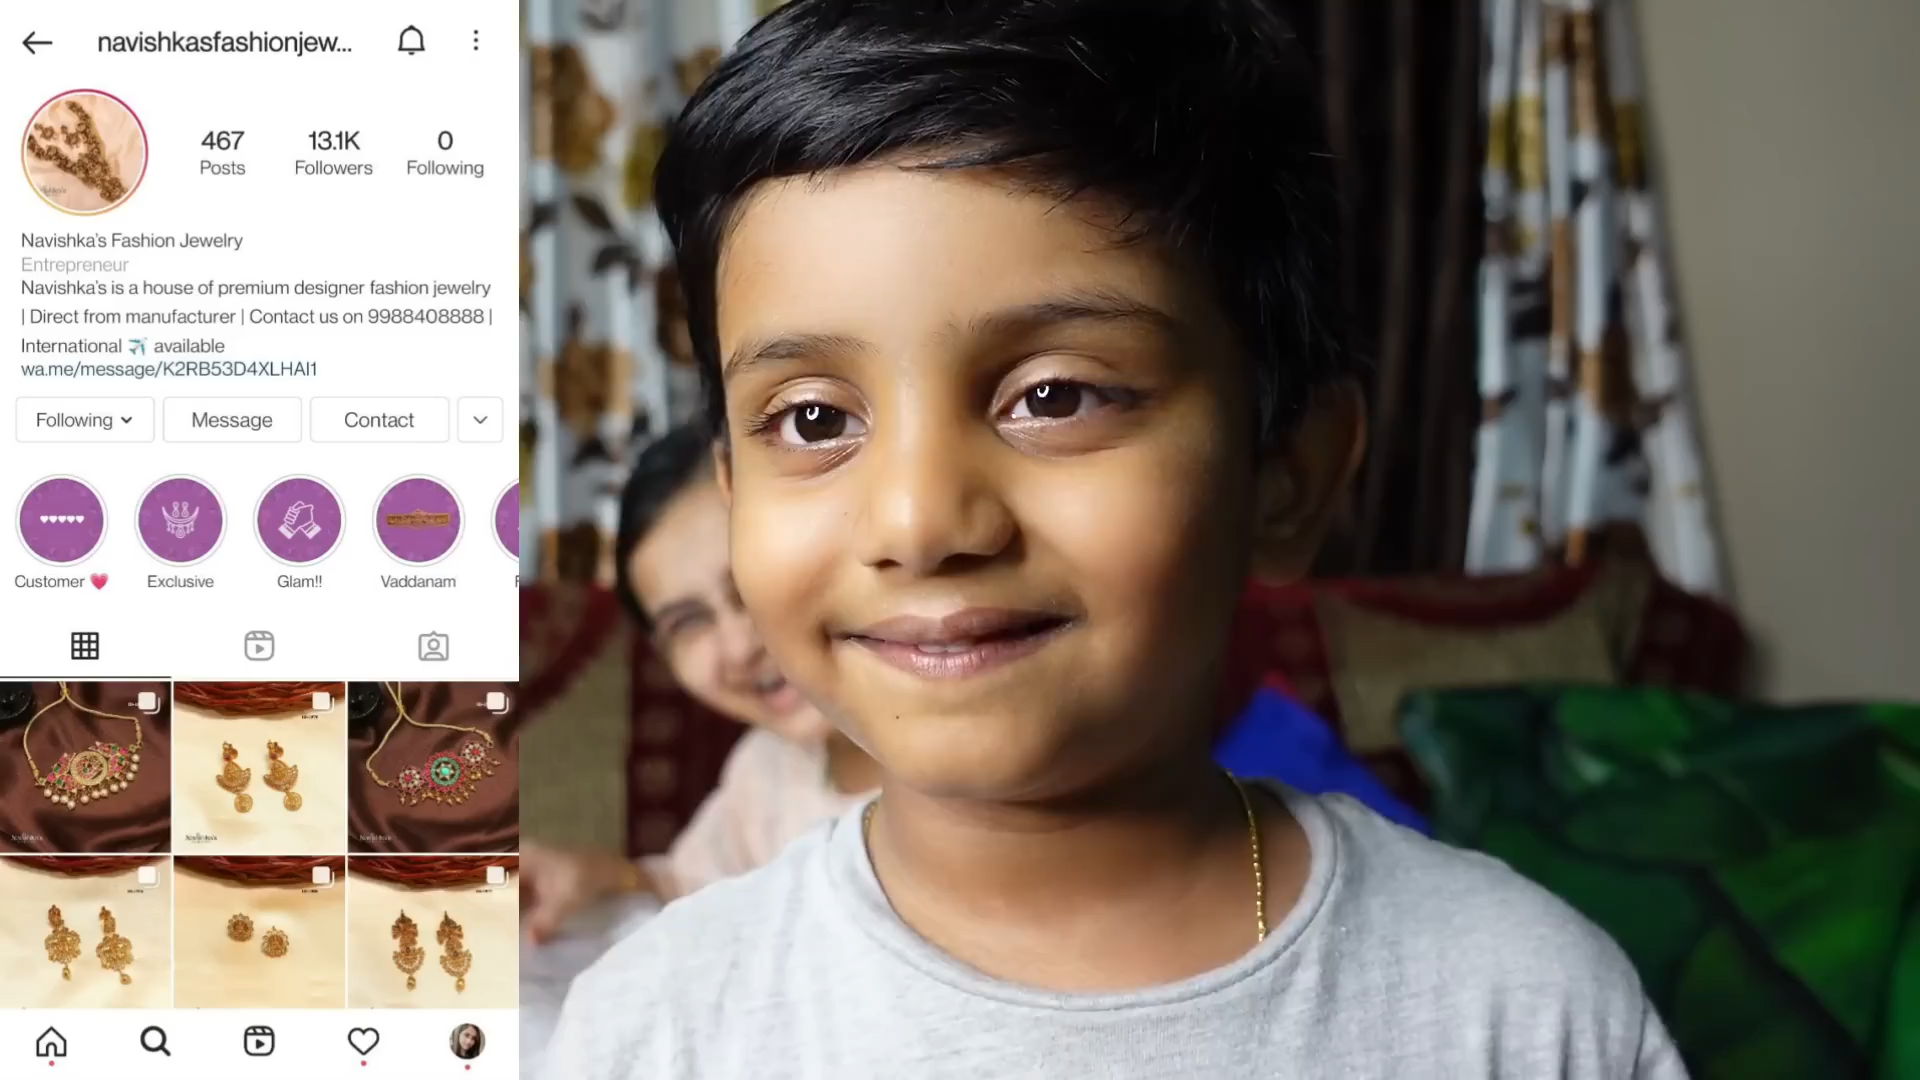 navishkasfashionjew...
467
Posts
13.1K
Followers
0
Following
Navishka's Fashion Jewelry
Entrepreneur
Navishka's is a house of premium designer fashion jewelry
| Direct from manufacturer | Contact us on 9988408888 |
International ✈️ available
wa.me/message/K2RB53D4XLHAI1
Following
Message
Contact
Customer 💗
Exclusive
Glam!!
Vaddanam